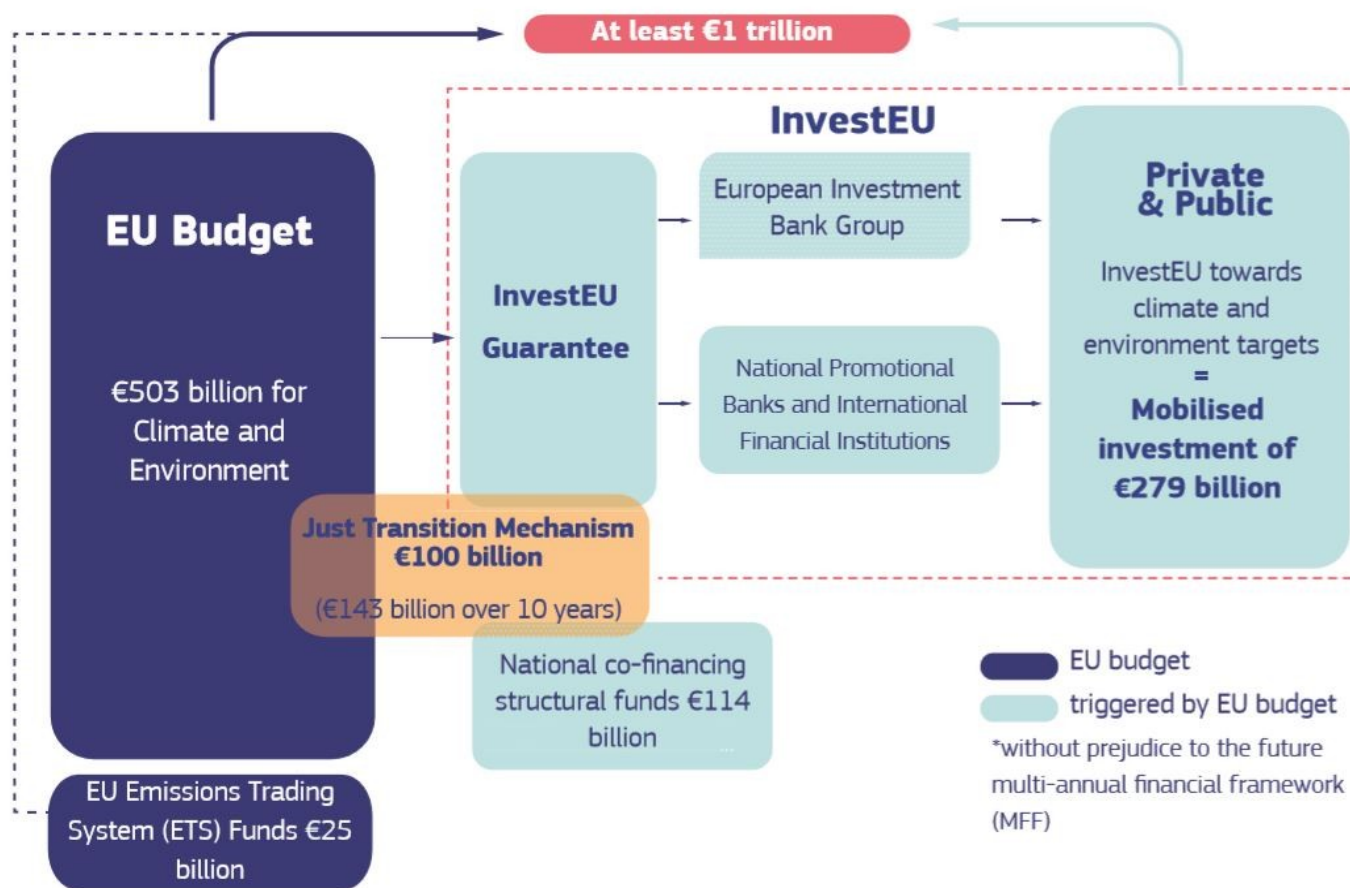 At least €1 trillion
InvestEU
EU Budget
€503 billion for
Climate and
Environment
InvestEU
Guarantee
European Investment
Bank Group
National Promotional
Banks and International
Financial Institutions
Private
& Public
InvestEU towards
climate and
environment targets
=
Mobilised
investment of
€279 billion
Just Transition Mechanism
€100 billion
(€143 billion over 10 years)
National co-financing
structural funds €114
billion
...
EU Emissions Trading
System (ETS) Funds €25
billion
EU budget
triggered by EU budget
*without prejudice to the future
multi-annual financial framework
(MFF)